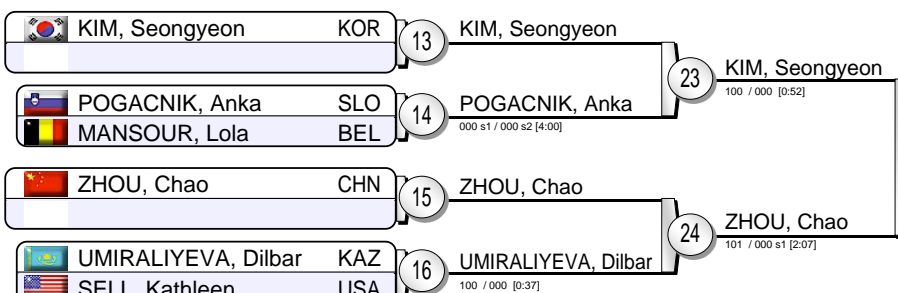 KIM, Seongyeon KOR
13
KIM, Seongyeon
23
KIM, Seongyeon
100 / 000 [0:52]
POGACNIK, Anka SLO
MANSOUR, Lola BEL
14
POGACNIK, Anka
000 s1 / 000 s2 [4:00]
ZHOU, Chao CHN
15
ZHOU, Chao
24
ZHOU, Chao
101 / 000 s1 [2:07]
UMIRALIYEVA, Dilbar KAZ
SELL, Kathleen USA
16
UMIRALIYEVA, Dilbar
100 / 000 [0:37]